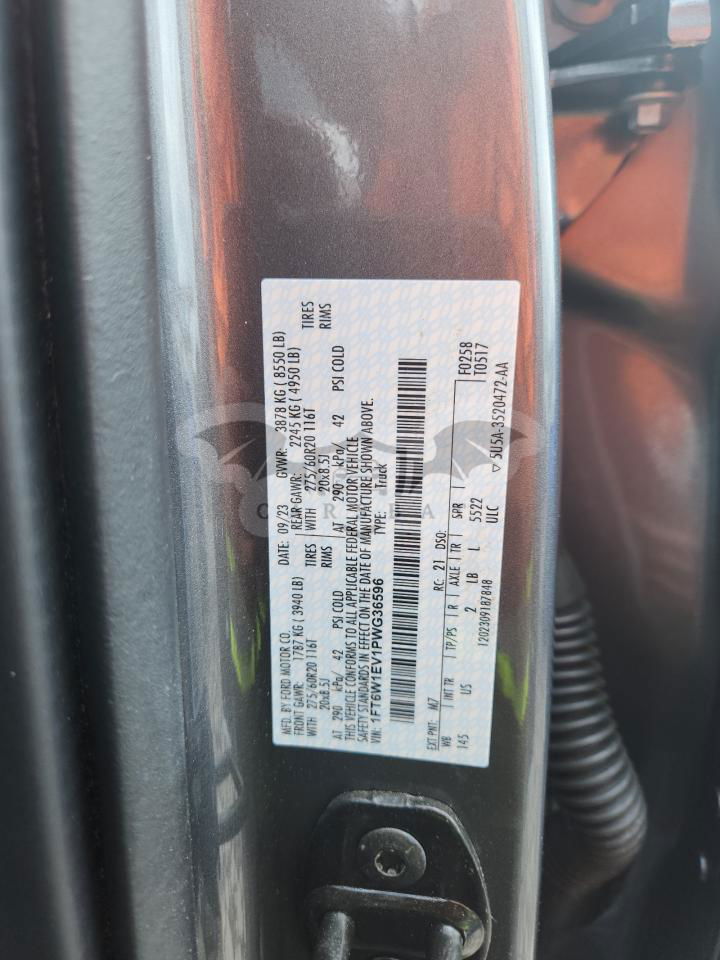 MFD. BY FORD MOTOR CO. DATE: 09/23 GVWR: 3878 KG ( 8550 LB)
FRONT GAWR: 1787 KG ( 3940 LB) REAR GAWR: 2245 KG ( 4950 LB)
WITH 275/60R20 116T TIRES WITH 275/60R20 116T TIRES
20x8.5J RIMS 20x8.5J RIMS
AT 290 kPa/ 42 PSI COLD AT 290 kPa/ 42 PSI COLD
THIS VEHICLE CONFORMS TO ALL APPLICABLE FEDERAL MOTOR VEHICLE
SAFETY STANDARDS IN EFFECT ON THE DATE OF MANUFACTURE SHOWN ABOVE.
VIN: 1FT6W1EV1PWG36596 TYPE: Truck
EXT PNT: M7 RC: 21 DSO: F0258
WB INT TR TP/PS R AXLE TR SPR T0517
145 US 2 LB L 5522
ULC
1202309187848 5U5A-3520472-AA